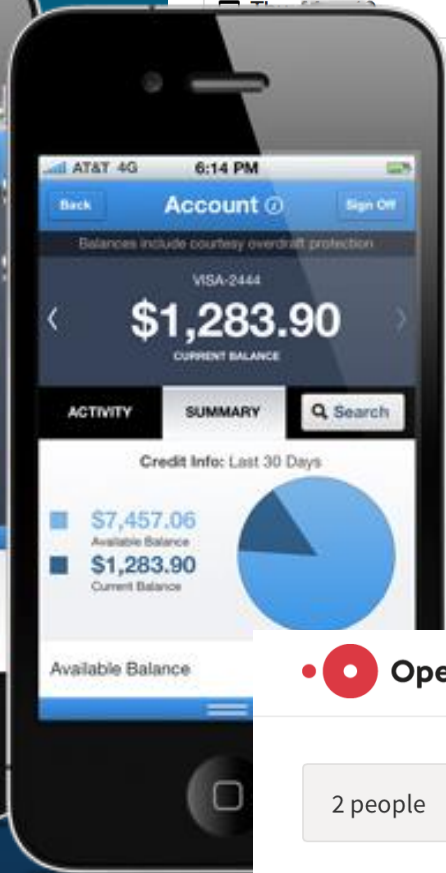 AT&T 4G 6:14 PM
Back Account Sign Off
Balances include courtesy overdraft protection
VISA-2444
$1,283.90
CURRENT BALANCE
ACTIVITY SUMMARY Search
Credit Info: Last 30 Days
$7,457.06
Available Balance
$1,283.90
Current Balance
Available Balance
Ope
2 people